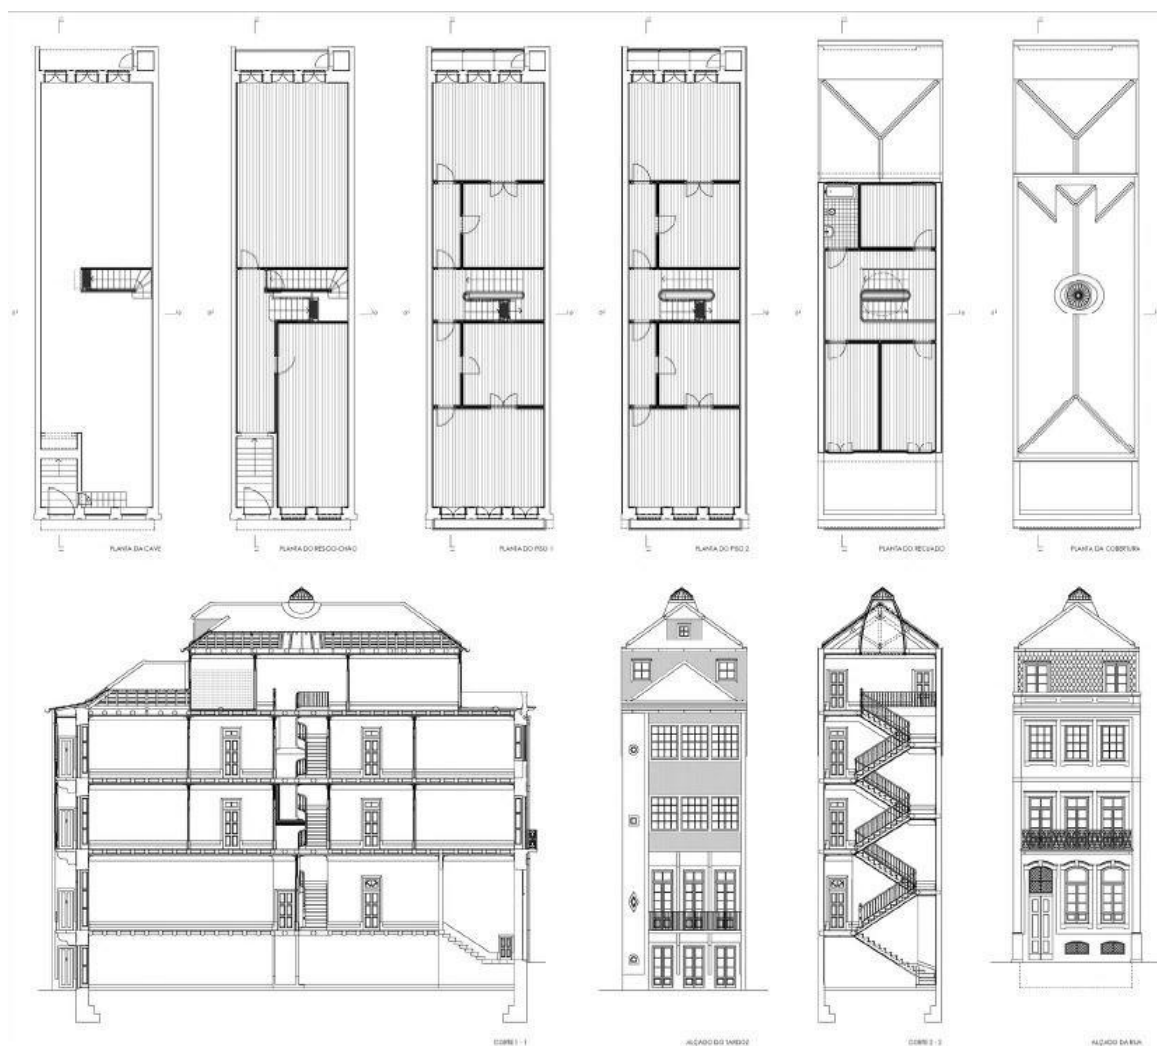 PLANTA DA CAVE
PLANTA DO RES-DO-CHÃO
PLANTA DO PISO 1
PLANTA DO PISO 2
PLANTA DO RECUADO
PLANTA DA COBERTURA
CORTE 1 - 1
ALÇADO DO TARDOZ
CORTE 2 - 2
ALÇADO DA RUA